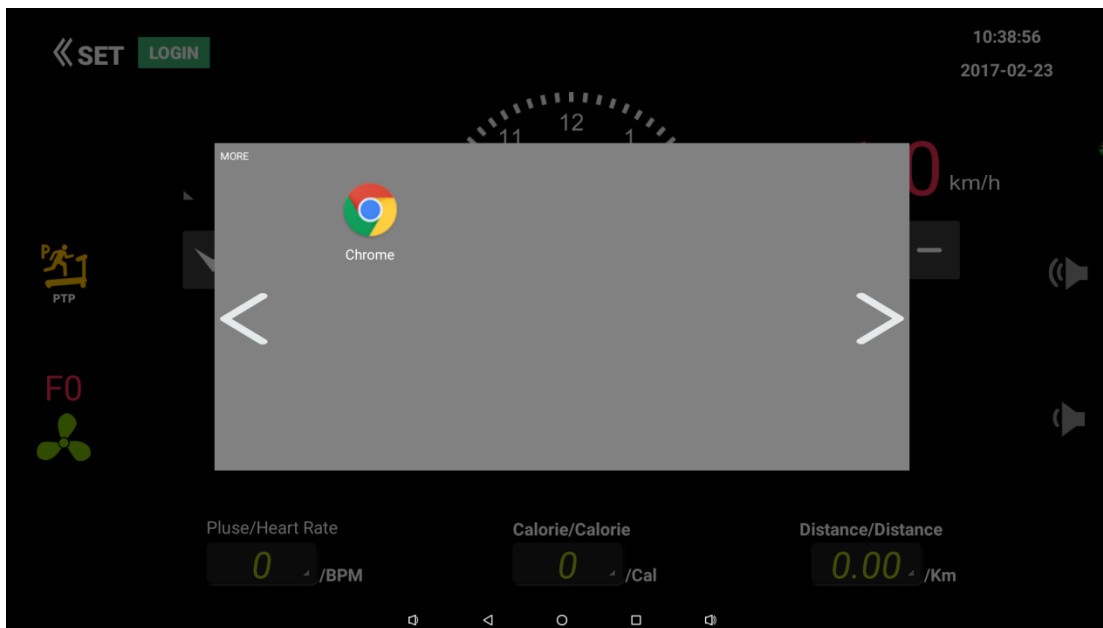 SET LOGIN
10:38:56
2017-02-23
11 12 1
MORE
0 km/h
Chrome
P
PTP
F0
Pluse/Heart Rate
0 /BPM
Calorie/Calorie
0 /Cal
Distance/Distance
0.00 /Km